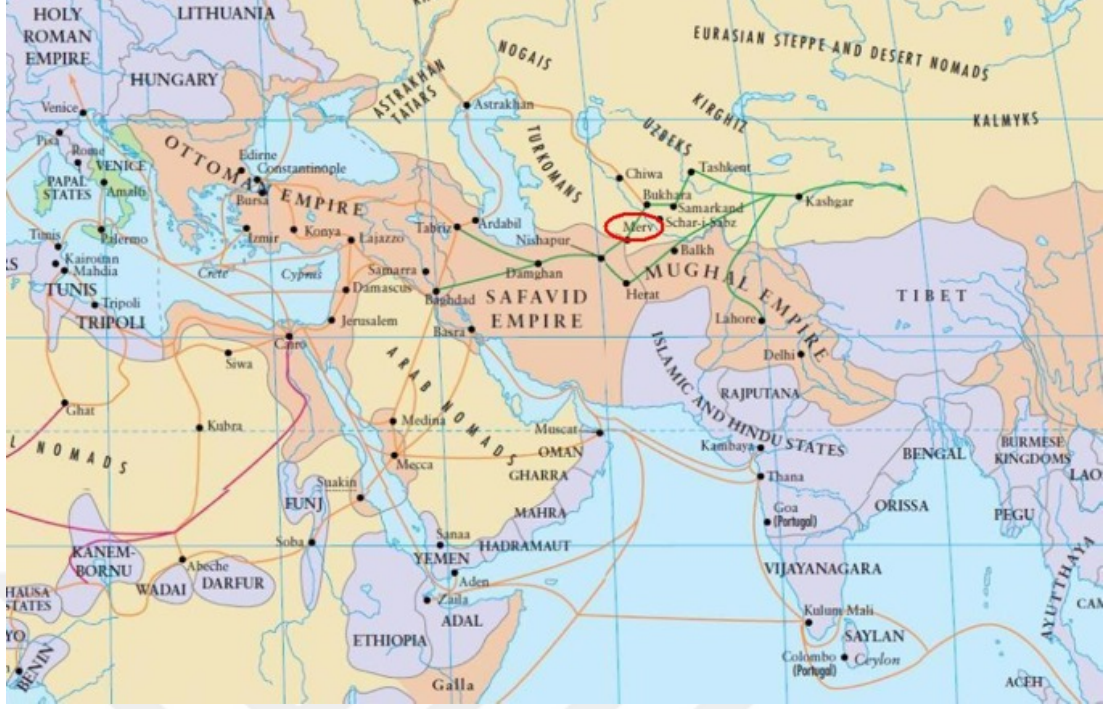 HOLY
ROMAN
EMPIRE
LITHUANIA
HUNGARY
NOGAIS
EURASIAN STEPPE AND DESERT NOMADS
ASTRAKHAN
TATARS
Astrakhan
KIRGHIZ
KALMYKS
UZBEKS
TURKOMANS
Venice
Pisa
Rome
VENICE
PAPAL
STATES
Amalfi
Palermo
OTTOMAN EMPIRE
Edirne
Constantinople
Bursa
Izmir
Konya
Lajazzo
Tabriz
Ardabil
Chiwa
Tashkent
Bukhara
Samarkand
Kashgar
Merv
Schar-i-Sabz
Nishapur
Balkh
Tunis
Kairouan
Mahdia
TUNIS
Tripoli
TRIPOLI
Crete
Cyprus
Samarra
Damascus
Baghdad
Damghan
Herat
MUGHAL EMPIRE
SAFAVID
EMPIRE
TIBET
Jerusalem
Basra
Lahore
Cairo
Siwa
Delhi
ARAB NOMADS
ISLAMIC AND HINDU STATES
RAJPUTANA
Ghat
Kubra
Medina
Muscat
L NOMADS
Mecca
OMAN
GHARRA
Kambaya
BENGAL
BURMESE
KINGDOMS
LAO
Suakin
Thana
FUNJ
MAHRA
Goa
(Portugal)
ORISSA
PEGU
Soba
Sanaa
HADRAMAUT
YEMEN
KANEM-
BORNU
Abeche
WADAI
DARFUR
Aden
VIJAYANAGARA
AYUTTHAYA
HAUSA
STATES
Zaila
ADAL
CAM
Kulum Mali
YO
ETHIOPIA
SAYLAN
BENIN
Colombo
(Portugal)
Ceylon
Galla
ACEH